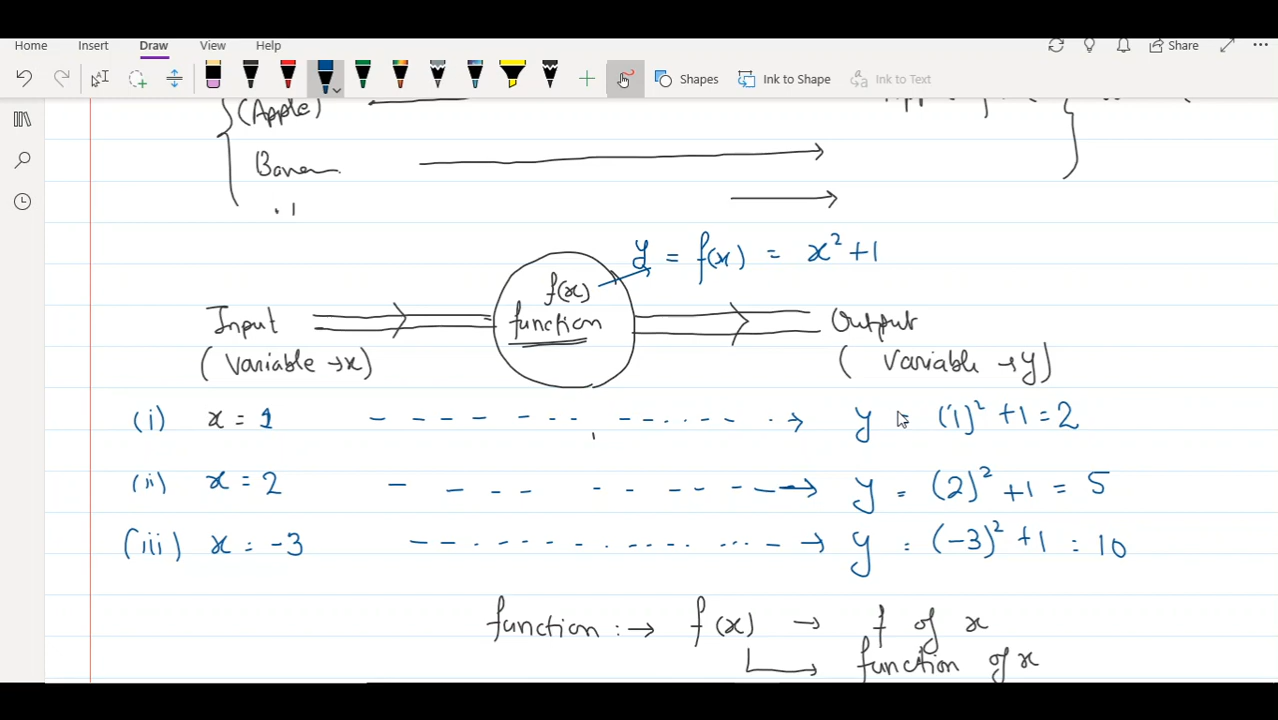 Home Insert Draw View Help Share
Shapes Ink to Shape Ink to Text
(Apple)
y = f(x) = x² + 1
f(x)
Input function Output
(Variable → x) (Variable → y)
(i) x = 1 y (1)² + 1 = 2
(ii) x = 2 y = (2)² + 1 = 5
(iii) x = -3 y = (-3)² + 1 = 10
function : → f(x) → f of x
function of x